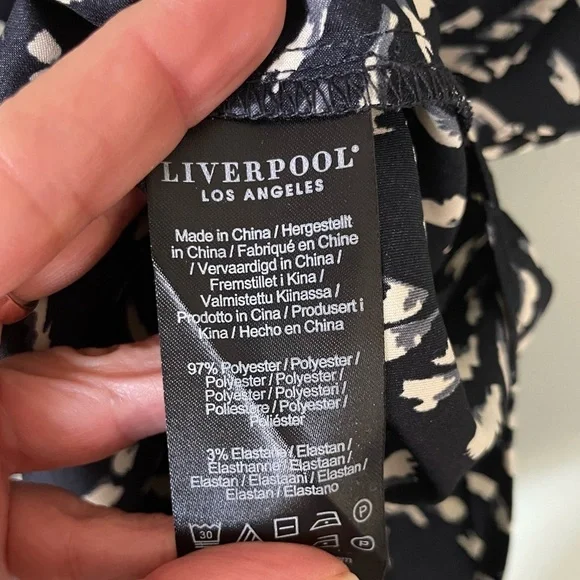 LIVERPOOL®
LOS ANGELES
Made in China / Hergestellt
in China / Fabriqué en Chine
/ Vervaardigd in China /
Fremstillet i Kina /
Valmistettu Kiinassa /
Prodotto in Cina / Produsert i
Kina / Hecho en China
97% Polyester / Polyester
/ Polyester / Polyester /
Polyester / Polyesteri /
Poliestere / Polyester /
Poliéster
3% Elastane / Elastan /
Élasthanne / Elastaan /
Elastan / Elastaani / Elastan /
Elastan / Elastano
30
P
P